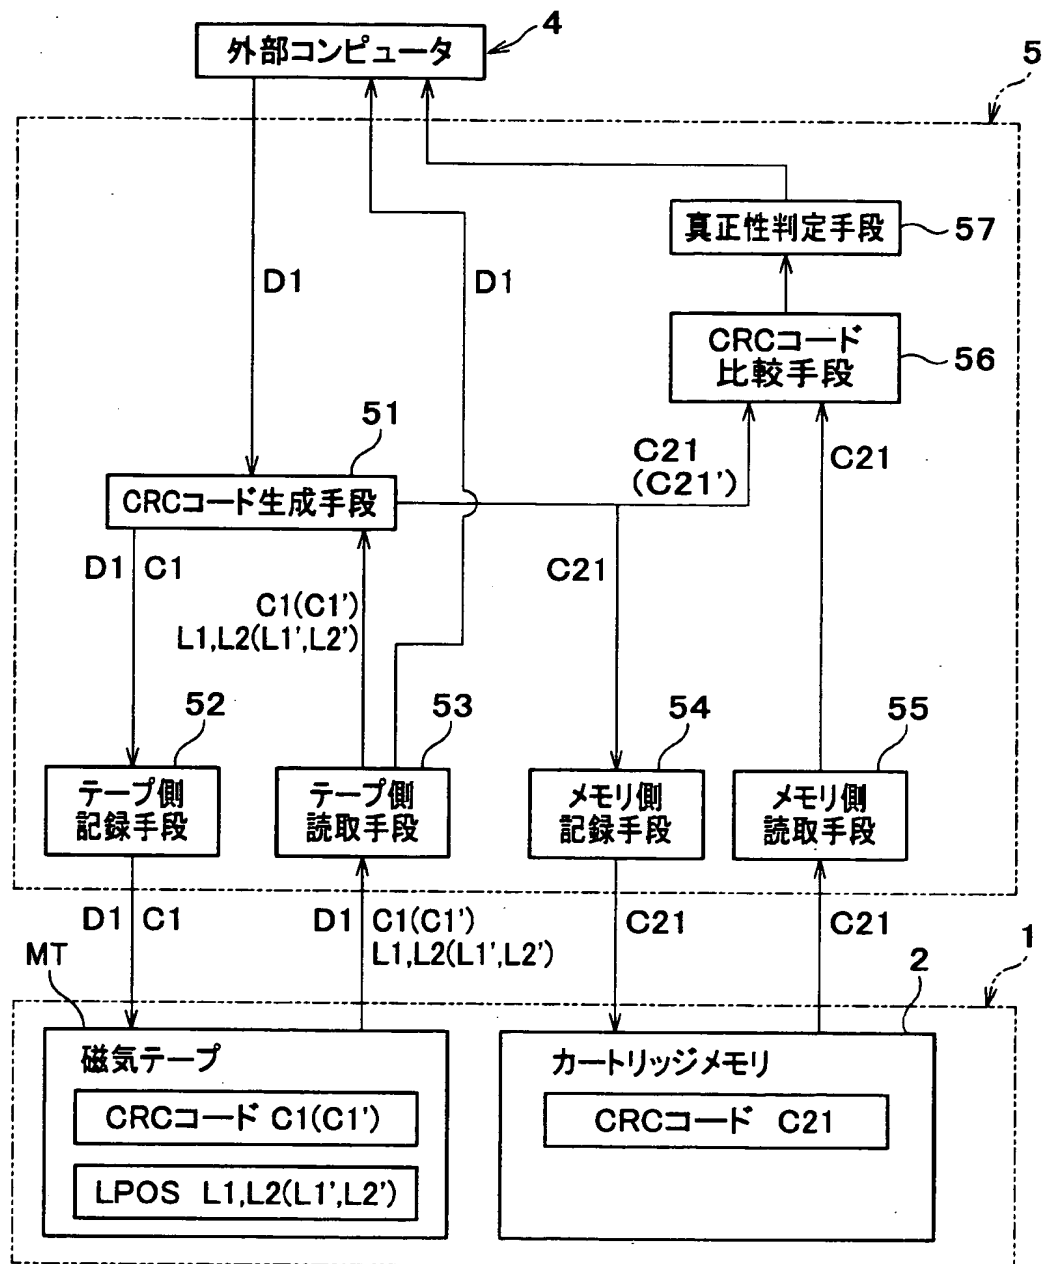 4
外部コンピュータ
5
真正性判定手段
57
D1
D1
CRCコード
比較手段
56
51
C21
(C21')
C21
CRCコード生成手段
D1
C1
C21
C1(C1')
L1,L2(L1',L2')
52
53
54
55
テープ側
記録手段
テープ側
読取手段
メモリ側
記録手段
メモリ側
読取手段
D1
C1
D1
C1(C1')
L1,L2(L1',L2')
C21
C21
1
MT
2
磁気テープ
カートリッジメモリ
CRCコード C1(C1')
CRCコード C21
LPOS L1,L2(L1',L2')